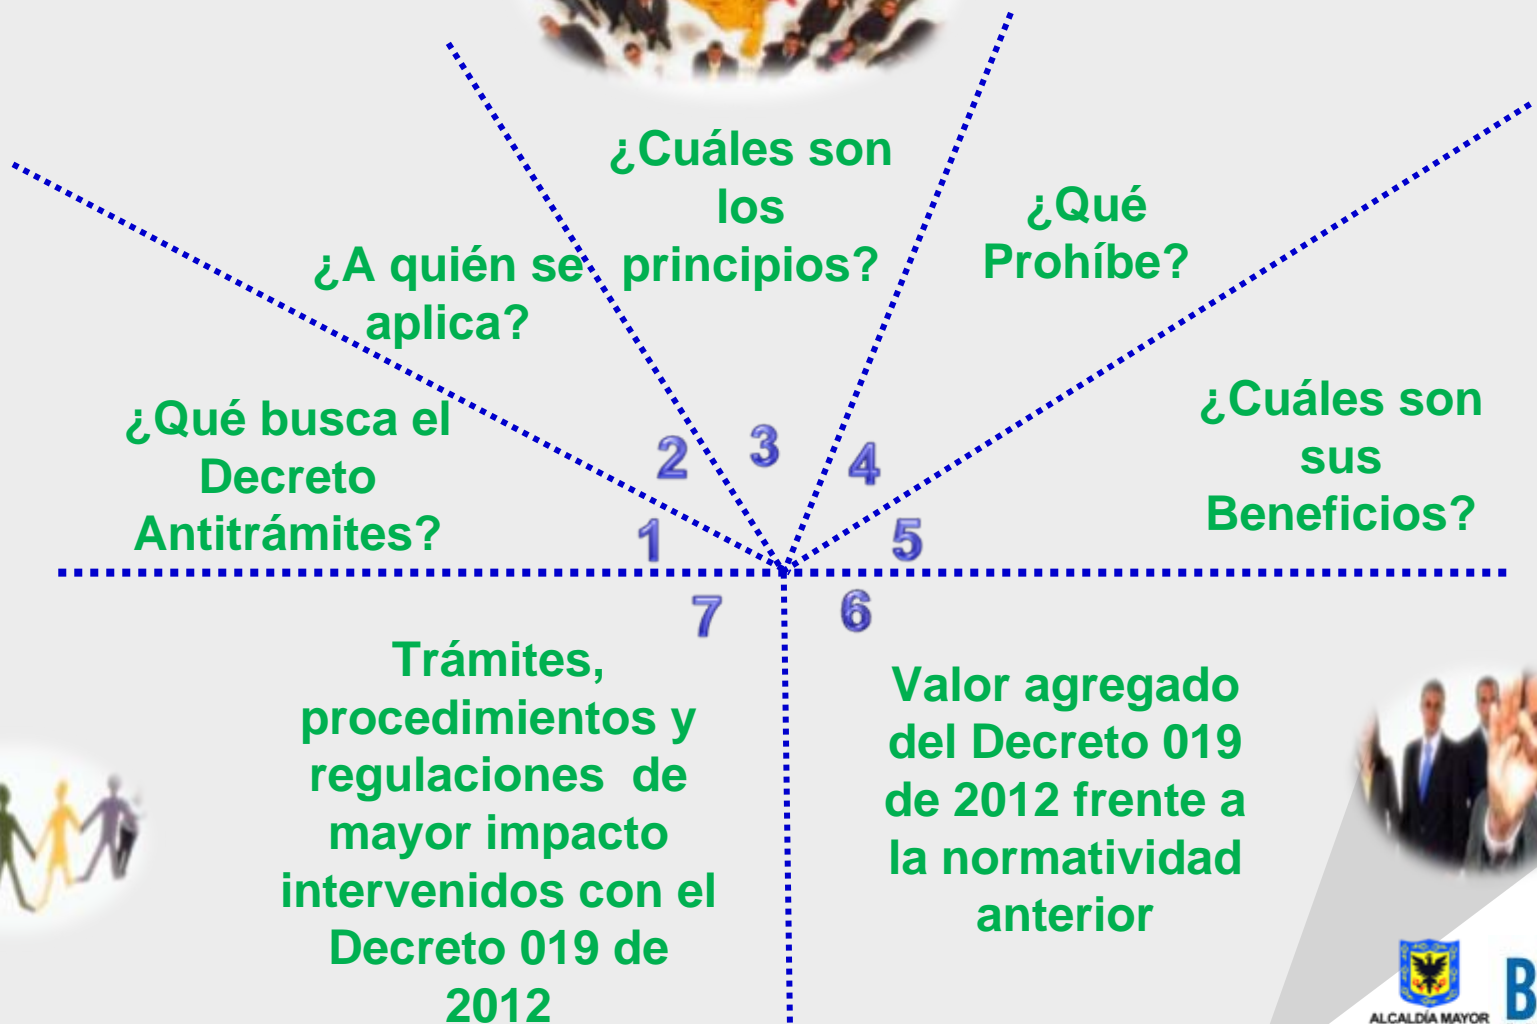 ¿Qué busca el
Decreto
Antitrámites?
1
¿A quién se
aplica?
2
¿Cuáles son
los
principios?
3
¿Qué
Prohíbe?
4
¿Cuáles son
sus
Beneficios?
5
Valor agregado
del Decreto 019
de 2012 frente a
la normatividad
anterior
6
Trámites,
procedimientos y
regulaciones de
mayor impacto
intervenidos con el
Decreto 019 de
2012
7
ALCALDÍA MAYOR
B